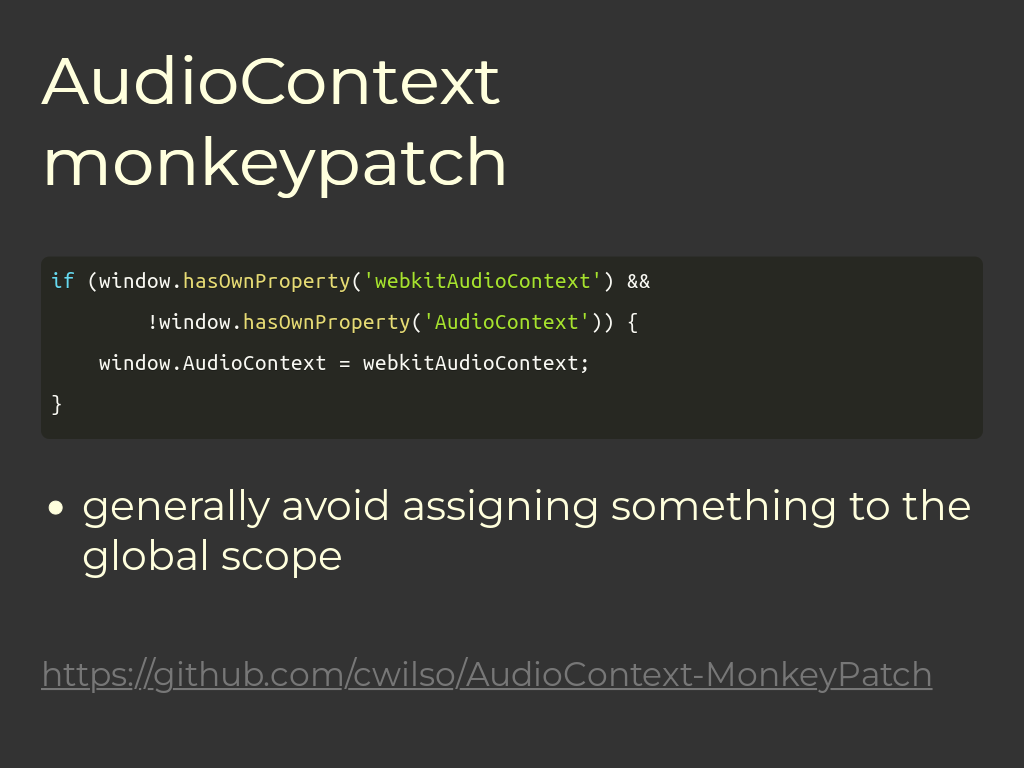 AudioContext
monkeypatch
if (window.hasOwnProperty('webkitAudioContext') &&
        !window.hasOwnProperty('AudioContext')) {
    window.AudioContext = webkitAudioContext;
}
• generally avoid assigning something to the
global scope
https://github.com/cwilso/AudioContext-MonkeyPatch